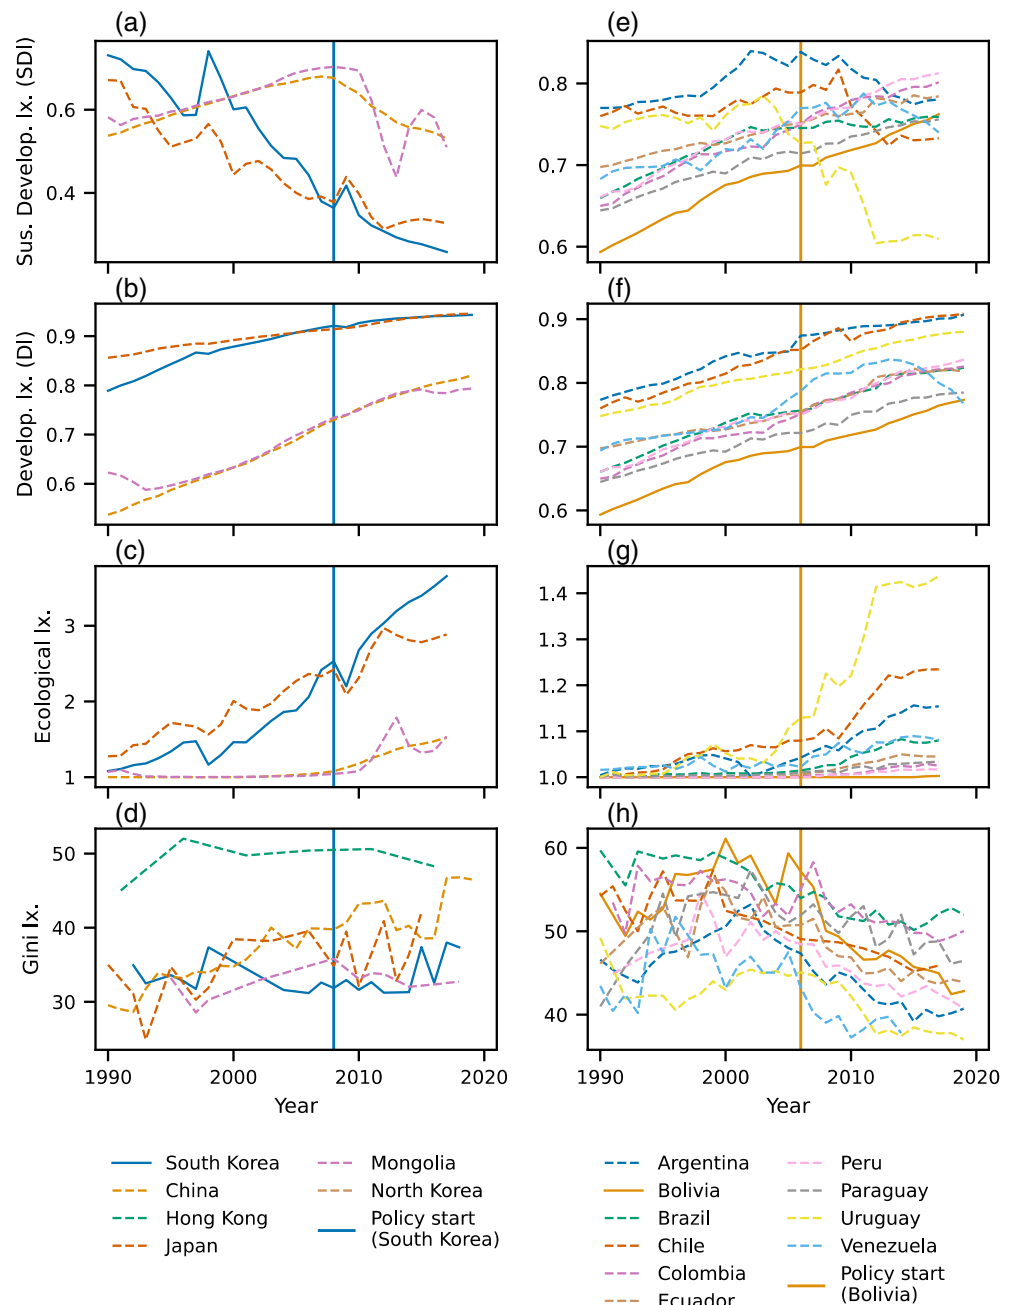 (a)
(e)
Sus. Develop. Ix. (SDI)
0.6
0.4
0.8
0.7
0.6
2000
2010
2020
(b)
(f)
Develop. Ix. (DI)
0.9
0.8
0.7
0.6
0.9
0.8
0.7
0.6
(c)
(g)
Ecological Ix.
3
2
1
1.4
1.3
1.2
1.1
1.0
(d)
(h)
Gini Ix.
50
40
30
60
50
40
1990
2000
2010
2020
Year
1990
2000
2010
2020
Year
South Korea
China
Hong Kong
Japan
Mongolia
North Korea
Policy start
(South Korea)
Argentina
Bolivia
Brazil
Chile
Colombia
Ecuador
Peru
Paraguay
Uruguay
Venezuela
Policy start
(Bolivia)